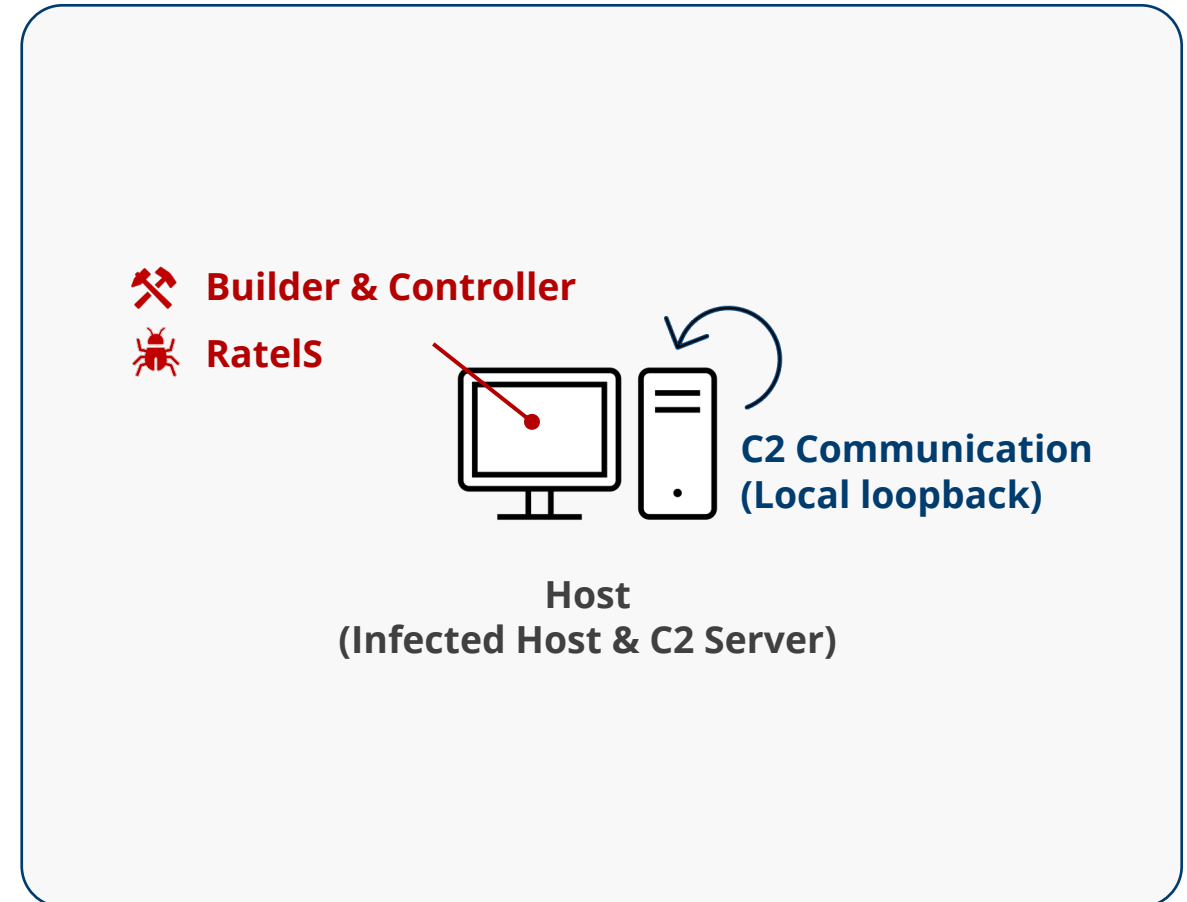 Builder & Controller
RatelS
C2 Communication
(Local loopback)
Host
(Infected Host & C2 Server)